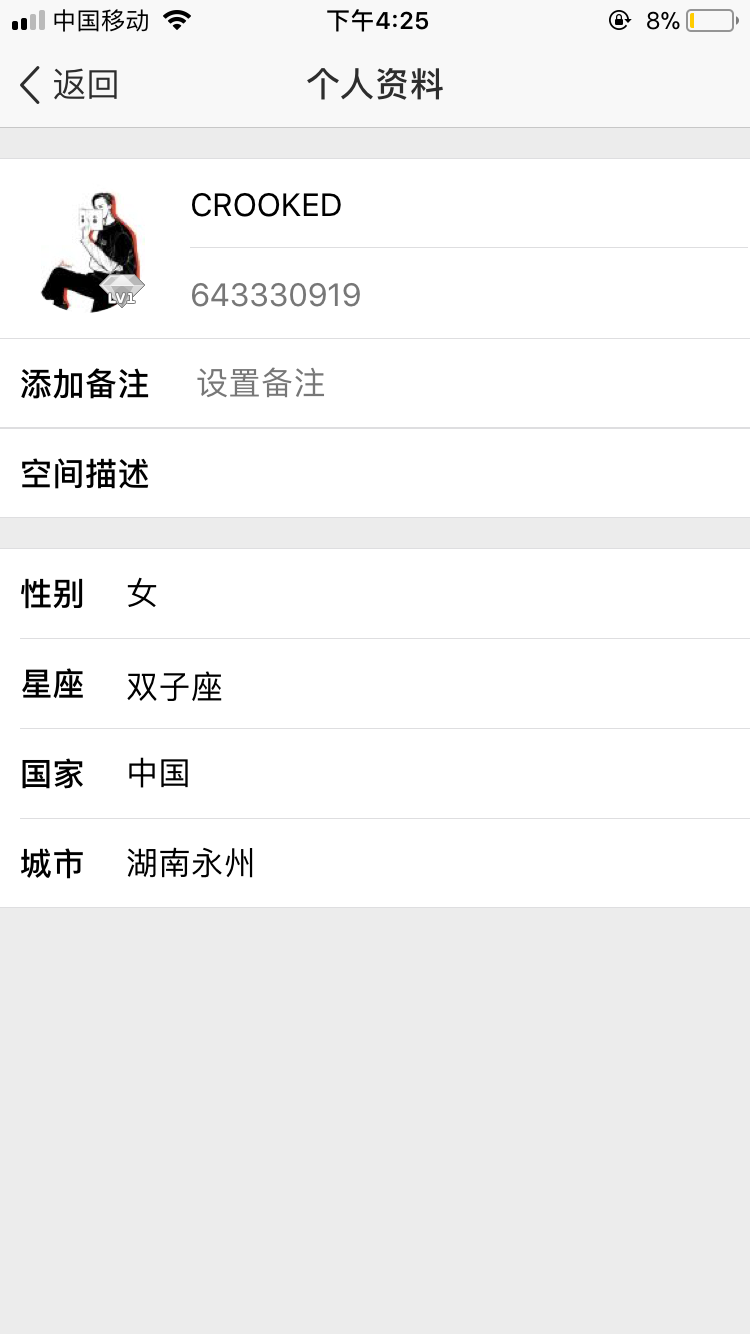 中国移动 下午4:25 8%
返回 个人资料
CROOKED
LV1
643330919
添加备注 设置备注
空间描述
性别 女
星座 双子座
国家 中国
城市 湖南永州